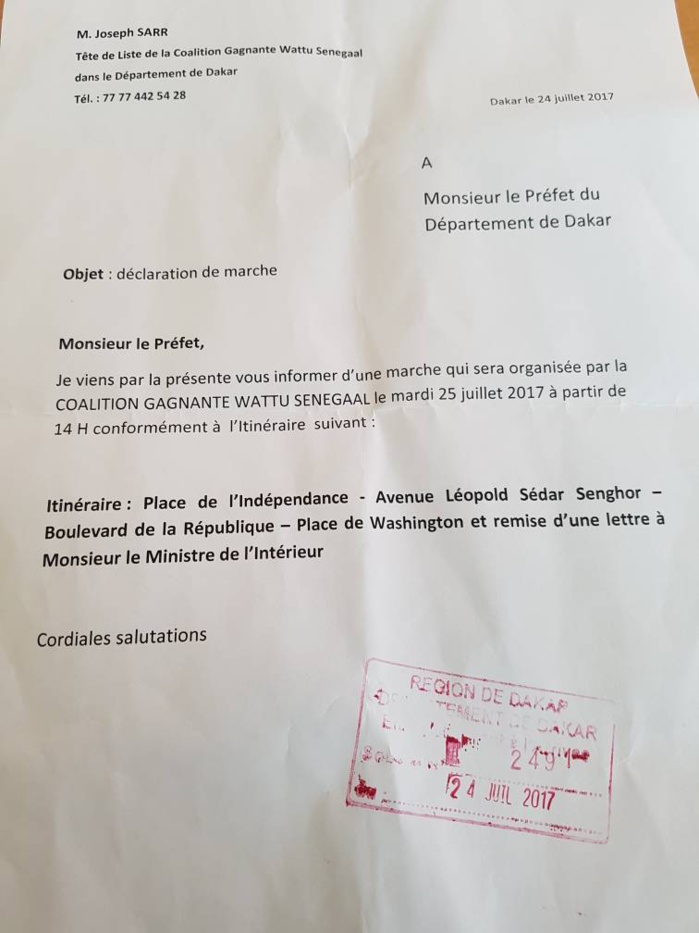 M. Joseph SARR
Tête de Liste de la Coalition Gagnante Wattu Senegaal
dans le Département de Dakar
Tél. : 77 77 442 54 28
Dakar le 24 juillet 2017
A
Monsieur le Préfet du
Département de Dakar
Objet : déclaration de marche
Monsieur le Préfet,
Je viens par la présente vous informer d'une marche qui sera organisée par la
COALITION GAGNANTE WATTU SENEGAAL le mardi 25 juillet 2017 à partir de
14 H conformément à l'Itinéraire suivant :
Itinéraire : Place de l'Indépendance - Avenue Léopold Sédar Senghor –
Boulevard de la République – Place de Washington et remise d'une lettre à
Monsieur le Ministre de l'Intérieur
Cordiales salutations
REGION DE DAKAR
DE DAKAR
24 JUIL 2017